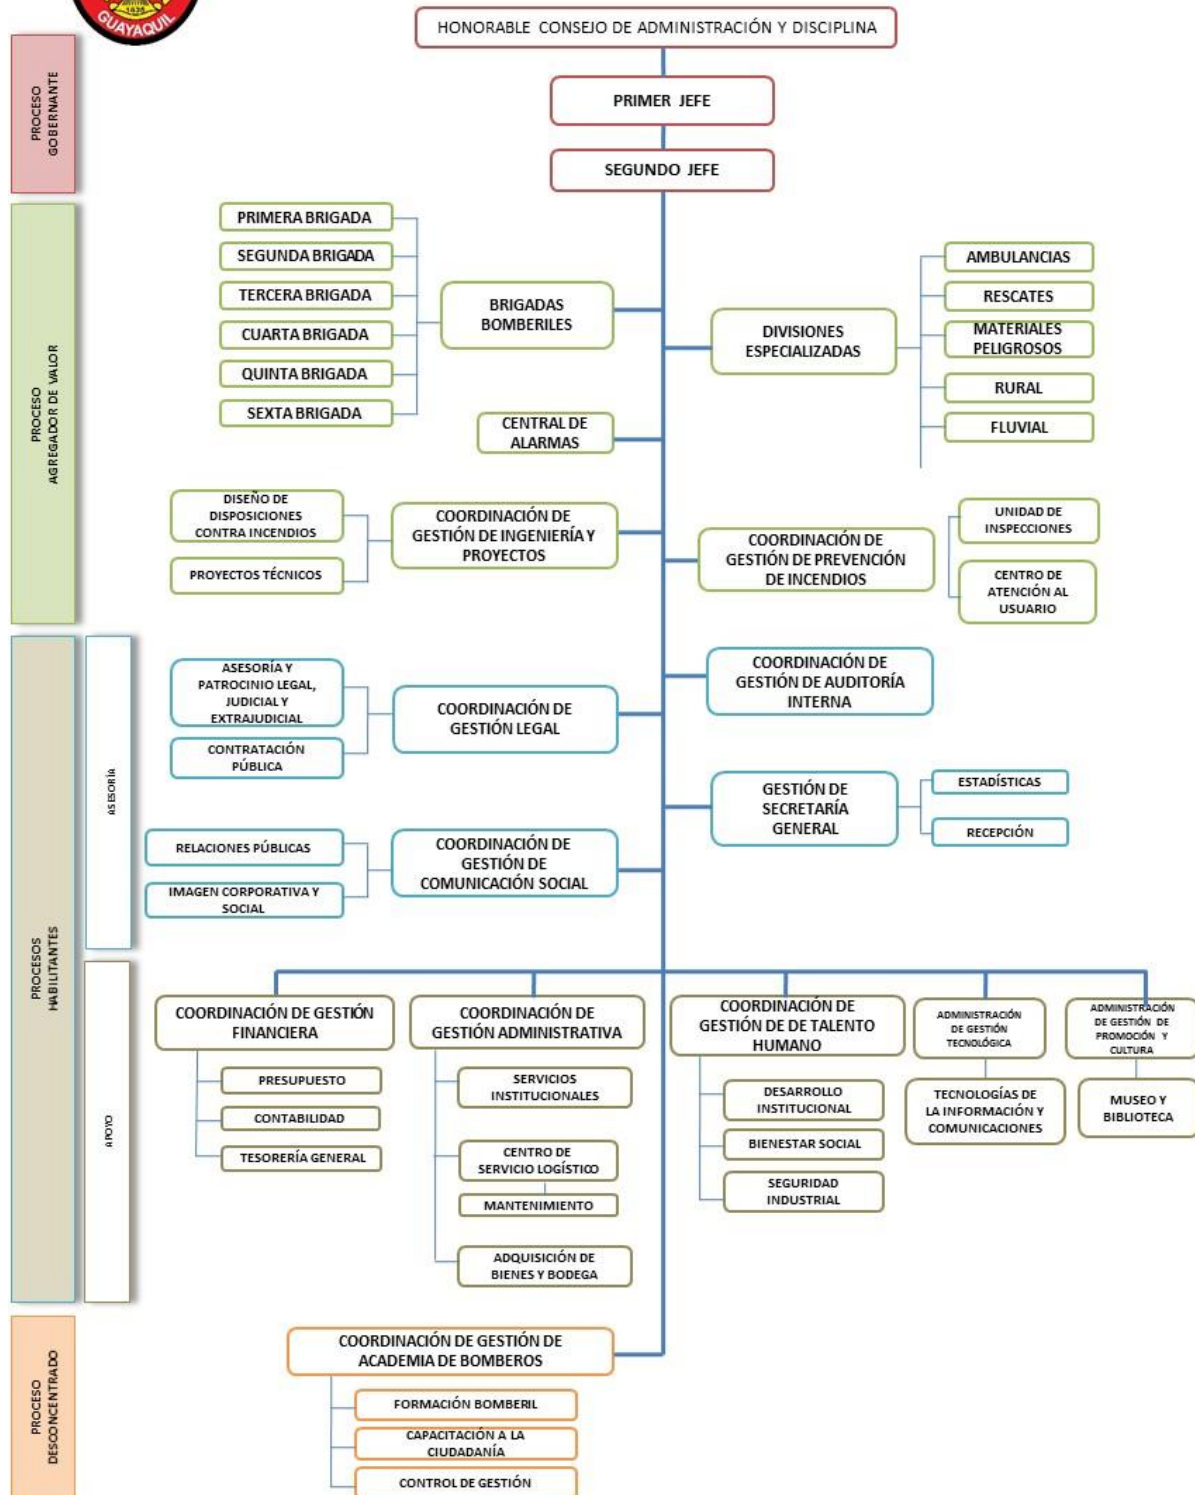 1835
GUAYAQUIL
HONORABLE CONSEJO DE ADMINISTRACIÓN Y DISCIPLINA
PROCESO
GOBERNANTE
PRIMER JEFE
SEGUNDO JEFE
PROCESO
AGREGADOR DE VALOR
PRIMERA BRIGADA
SEGUNDA BRIGADA
TERCERA BRIGADA
CUARTA BRIGADA
QUINTA BRIGADA
SEXTA BRIGADA
BRIGADAS
BOMBERILES
DIVISIONES
ESPECIALIZADAS
AMBULANCIAS
RESCATES
MATERIALES
PELIGROSOS
RURAL
FLUVIAL
CENTRAL DE
ALARMAS
DISEÑO DE
DISPOSICIONES
CONTRA INCENDIOS
PROYECTOS TÉCNICOS
COORDINACIÓN DE
GESTIÓN DE INGENIERÍA Y
PROYECTOS
COORDINACIÓN DE
GESTIÓN DE PREVENCIÓN
DE INCENDIOS
UNIDAD DE
INSPECCIONES
CENTRO DE
ATENCIÓN AL
USUARIO
PROCESOS
HABILITANTES
ASESORÍA
ASESORÍA Y
PATROCINIO LEGAL,
JUDICIAL Y
EXTRAJUDICIAL
CONTRATACIÓN
PÚBLICA
COORDINACIÓN DE
GESTIÓN LEGAL
COORDINACIÓN DE
GESTIÓN DE AUDITORÍA
INTERNA
GESTIÓN DE
SECRETARÍA
GENERAL
ESTADÍSTICAS
RECEPCIÓN
RELACIONES PÚBLICAS
IMAGEN CORPORATIVA Y
SOCIAL
COORDINACIÓN DE
GESTIÓN DE
COMUNICACIÓN SOCIAL
APOYO
COORDINACIÓN DE GESTIÓN
FINANCIERA
PRESUPUESTO
CONTABILIDAD
TESORERÍA GENERAL
COORDINACIÓN DE
GESTIÓN ADMINISTRATIVA
SERVICIOS
INSTITUCIONALES
CENTRO DE
SERVICIO LOGÍSTICO
MANTENIMIENTO
ADQUISICIÓN DE
BIENES Y BODEGA
COORDINACIÓN DE
GESTIÓN DE DE TALENTO
HUMANO
DESARROLLO
INSTITUCIONAL
BIENESTAR SOCIAL
SEGURIDAD
INDUSTRIAL
ADMINISTRACIÓN
DE GESTIÓN
TECNOLÓGICA
TECNOLOGÍAS DE
LA INFORMACIÓN Y
COMUNICACIONES
ADMINISTRACIÓN
DE GESTIÓN DE
PROMOCIÓN Y
CULTURA
MUSEO Y
BIBLIOTECA
PROCESO
DESCONCENTRADO
COORDINACIÓN DE GESTIÓN DE
ACADEMIA DE BOMBEROS
FORMACIÓN BOMBERIL
CAPACITACIÓN A LA
CIUDADANÍA
CONTROL DE GESTIÓN